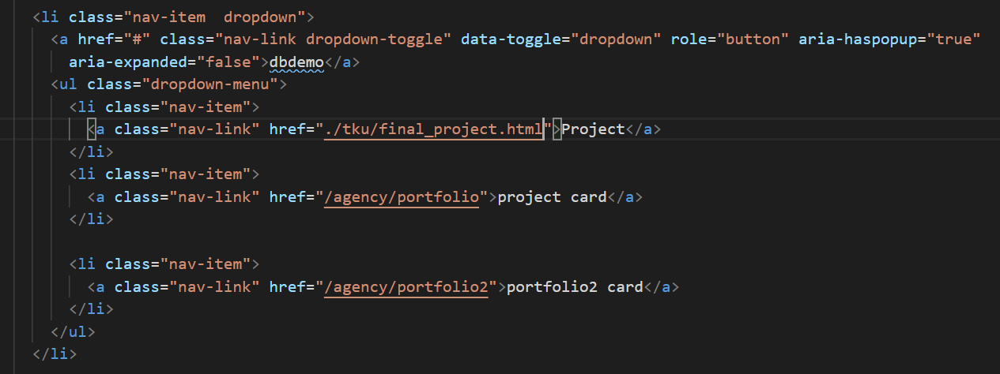 <li class="nav-item  dropdown">
<a href="#" class="nav-link dropdown-toggle" data-toggle="dropdown" role="button" aria-haspopup="true"
aria-expanded="false">dbdemo</a>
<ul class="dropdown-menu">
<li class="nav-item">
<a class="nav-link" href="./tku/final_project.html">Project</a>
</li>
<li class="nav-item">
<a class="nav-link" href="/agency/portfolio">project card</a>
</li>
<li class="nav-item">
<a class="nav-link" href="/agency/portfolio2">portfolio2 card</a>
</li>
</ul>
</li>